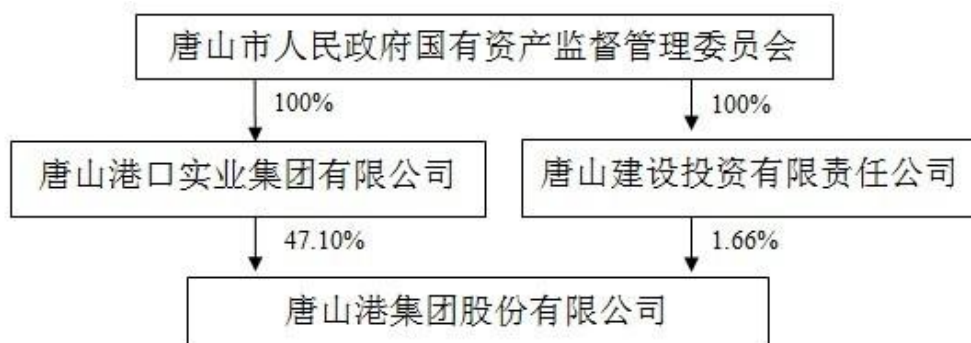 唐山市人民政府国有资产监督管理委员会
100%
100%
唐山港口实业集团有限公司
唐山建设投资有限责任公司
47.10%
1.66%
唐山港集团股份有限公司